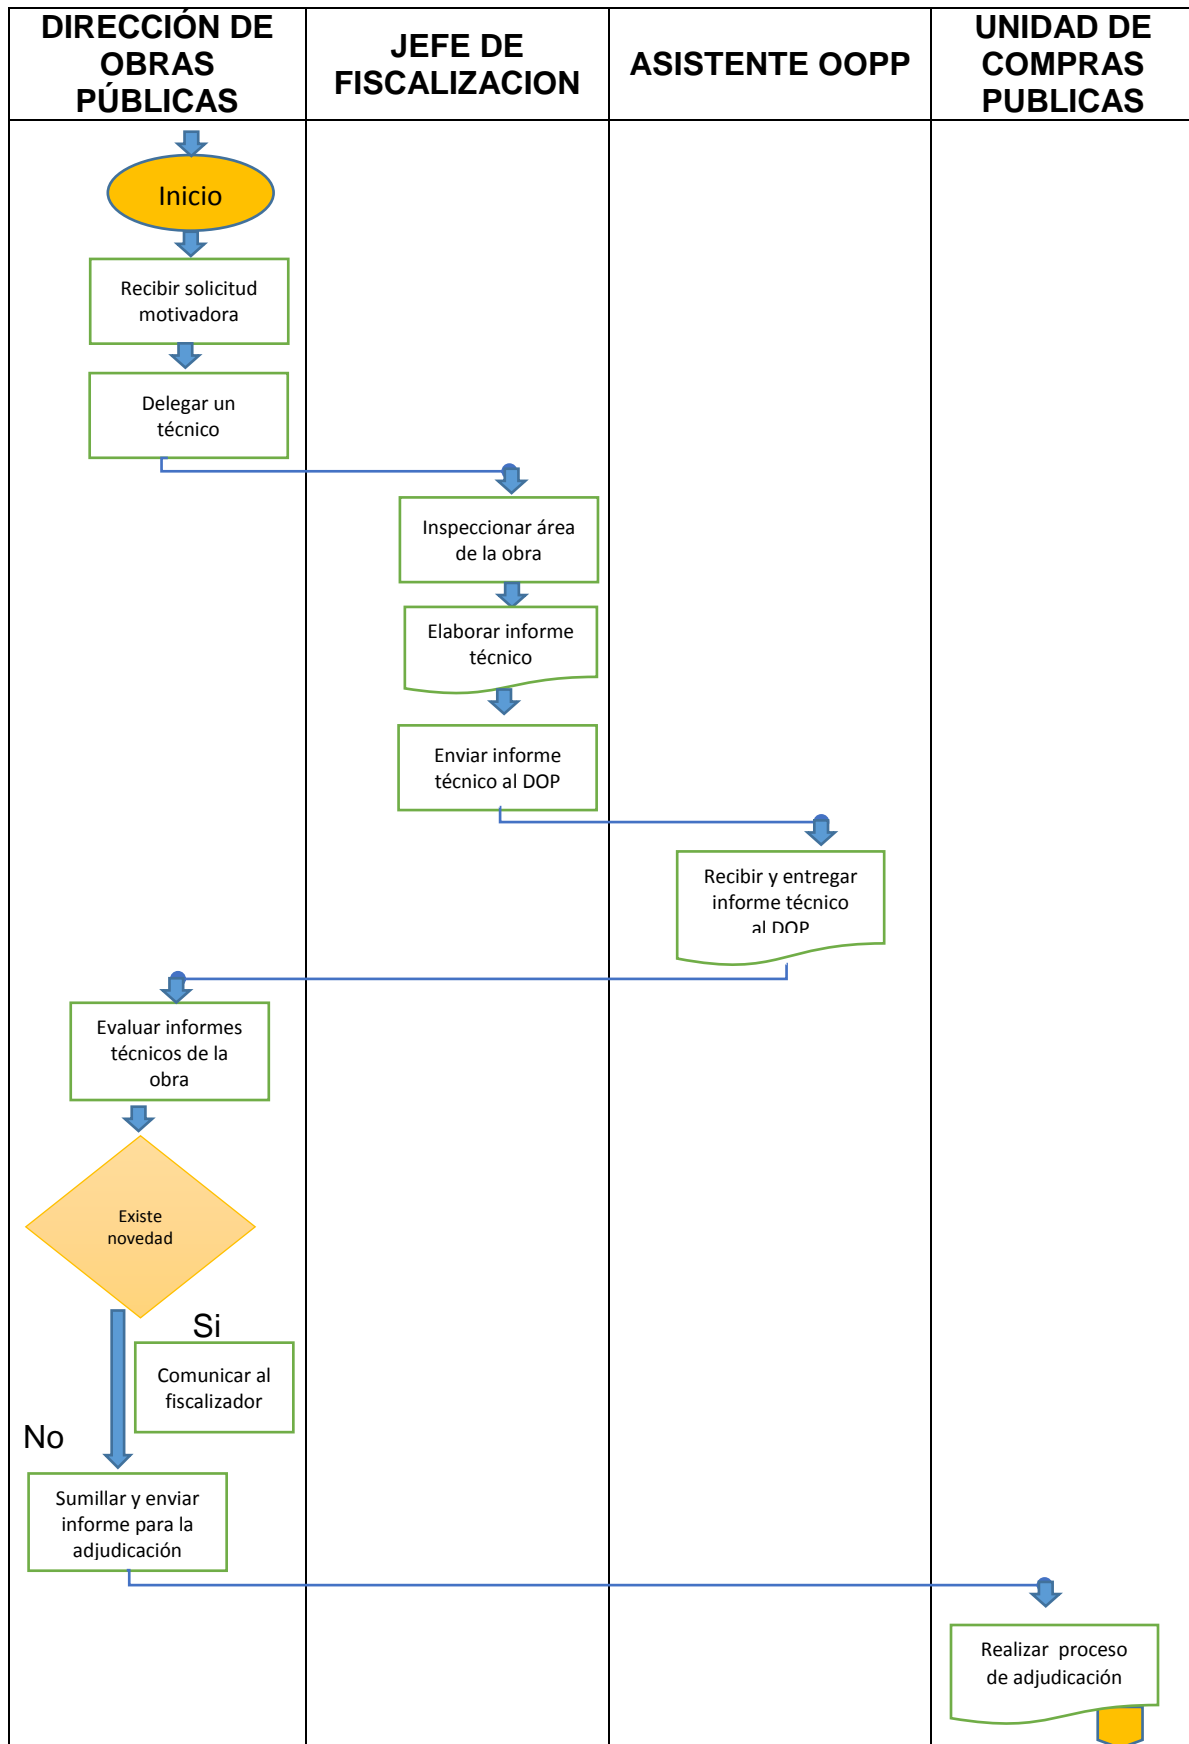 DIRECCIÓN DE
OBRAS
PÚBLICAS
JEFE DE
FISCALIZACION
ASISTENTE OOPP
UNIDAD DE
COMPRAS
PUBLICAS
Inicio
Recibir solicitud
motivadora
Delegar un
técnico
Inspeccionar área
de la obra
Elaborar informe
técnico
Enviar informe
técnico al DOP
Recibir y entregar
informe técnico
al DOP
Evaluar informes
técnicos de la
obra
Existe
novedad
Si
Comunicar al
fiscalizador
No
Sumillar y enviar
informe para la
adjudicación
Realizar proceso
de adjudicación